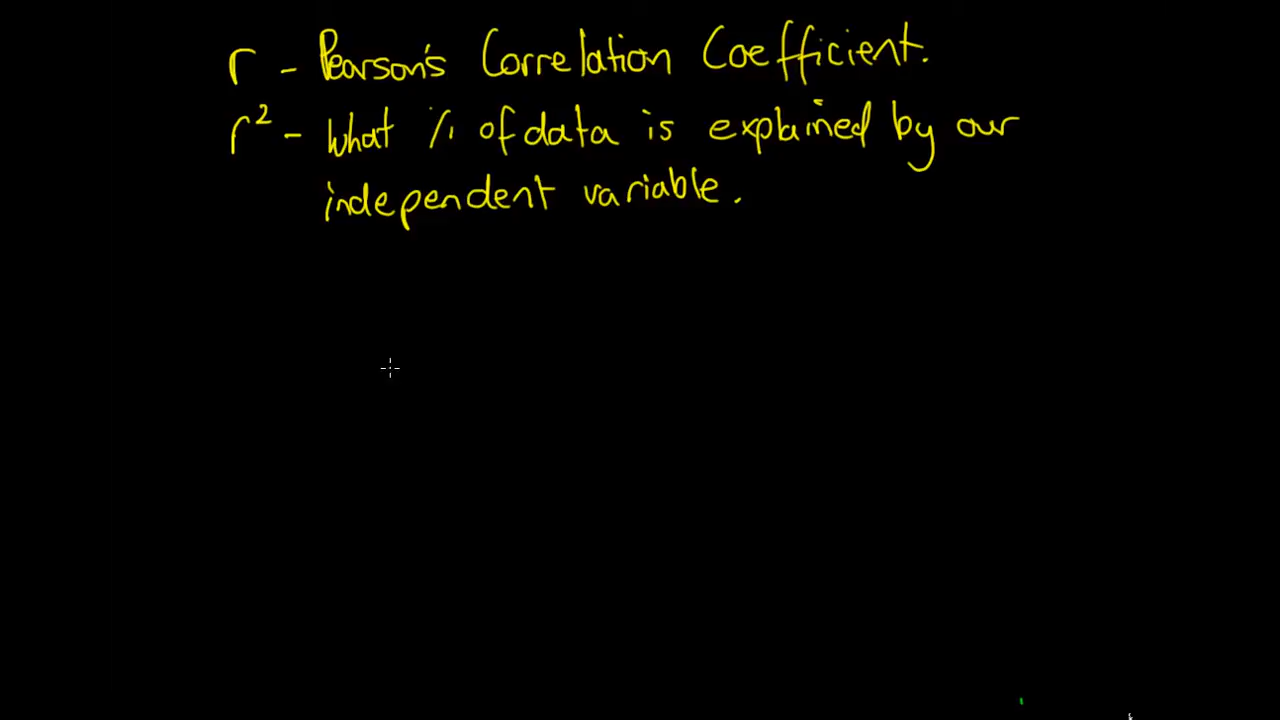 r - Pearson's Correlation Coefficient.
r² - What % of data is explained by our
independent variable.